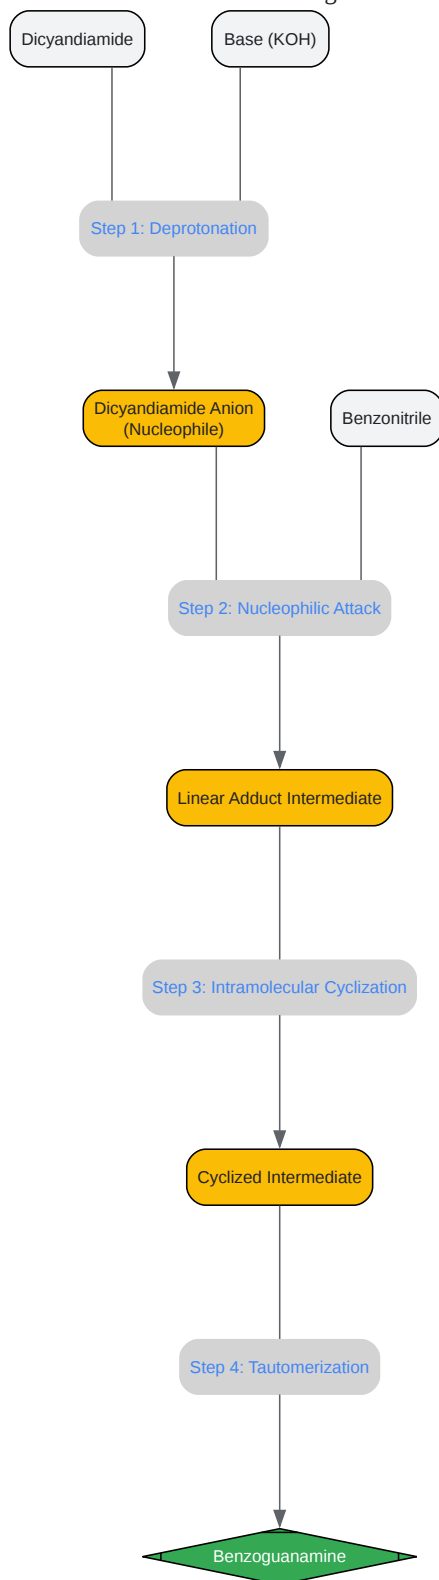 Dicyandiamide
Base (KOH)
Step 1: Deprotonation
Dicyandiamide Anion
(Nucleophile)
Benzonitrile
Step 2: Nucleophilic Attack
Linear Adduct Intermediate
Step 3: Intramolecular Cyclization
Cyclized Intermediate
Step 4: Tautomerization
Benzoguanamine